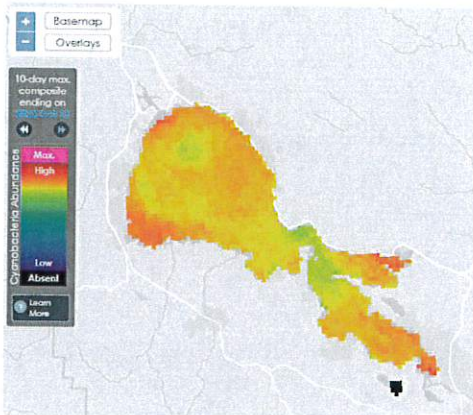 +
Basemap
−
Overlays
10-day max.
composite
ending on
Cyanobacteria Abundance
Max.
High
Low
Absent
Learn
More